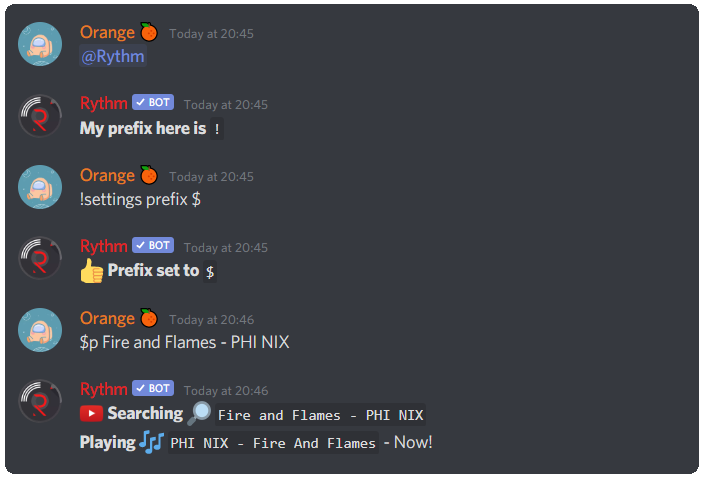 Orange 🍊 Today at 20:45
@Rythm
Rythm ✓ BOT Today at 20:45
My prefix here is !
Orange 🍊 Today at 20:45
!settings prefix $
Rythm ✓ BOT Today at 20:45
👍 Prefix set to $
Orange 🍊 Today at 20:46
$p Fire and Flames - PHI NIX
Rythm ✓ BOT Today at 20:46
Searching 🔎 Fire and Flames - PHI NIX
Playing 🎶 PHI NIX - Fire And Flames - Now!